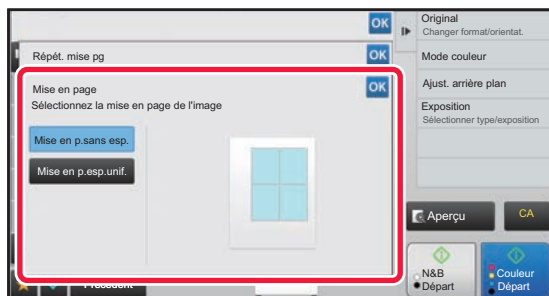 OK
Répét. mise pg
OK
Mise en page
OK
Sélectionnez la mise en page de l'image
Mise en p.sans esp.
Mise en p.esp.unif.
Original
Changer format/orientat.
Mode couleur
Ajust. arrière plan
Exposition
Sélectionner type/exposition
Aperçu
CA
N&B
Départ
Couleur
Départ